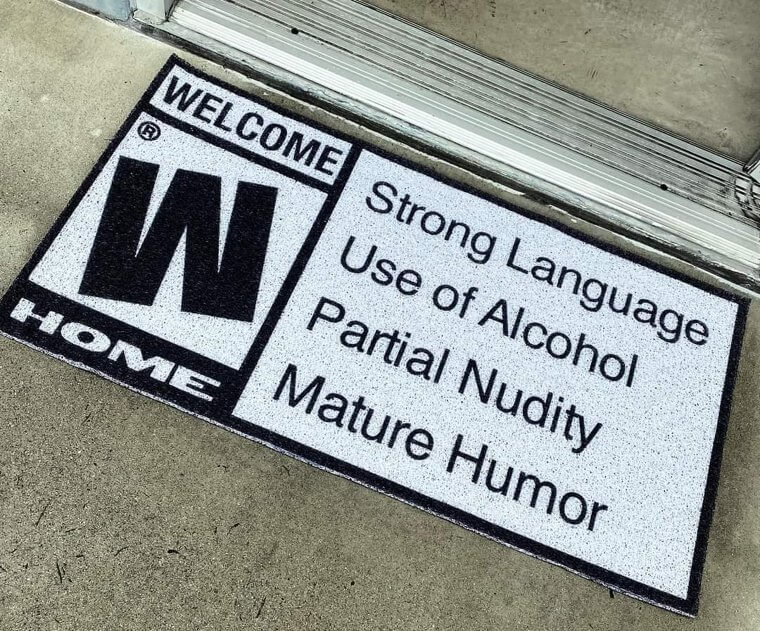 WELCOME
®
W
HOME
Strong Language
Use of Alcohol
Partial Nudity
Mature Humor